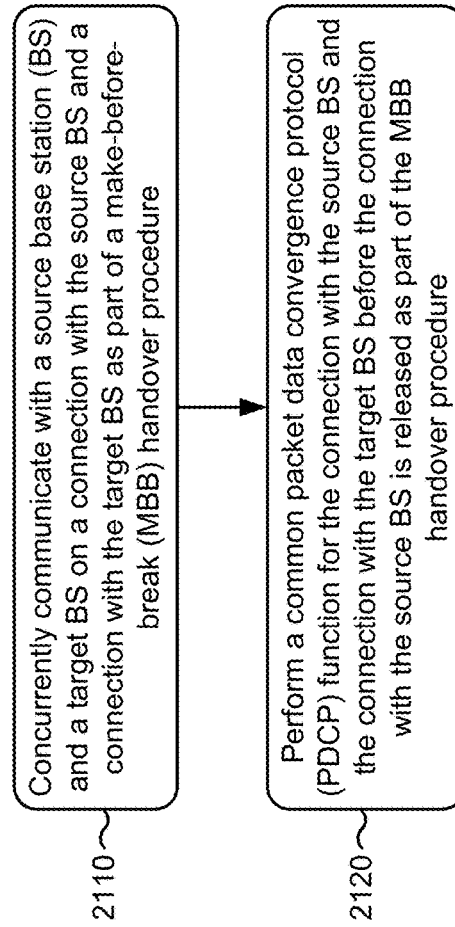 2110
Concurrently communicate with a source base station (BS)
and a target BS on a connection with the source BS and a
connection with the target BS as part of a make-before-
break (MBB) handover procedure
2120
Perform a common packet data convergence protocol
(PDCP) function for the connection with the source BS and
the connection with the target BS before the connection
with the source BS is released as part of the MBB
handover procedure